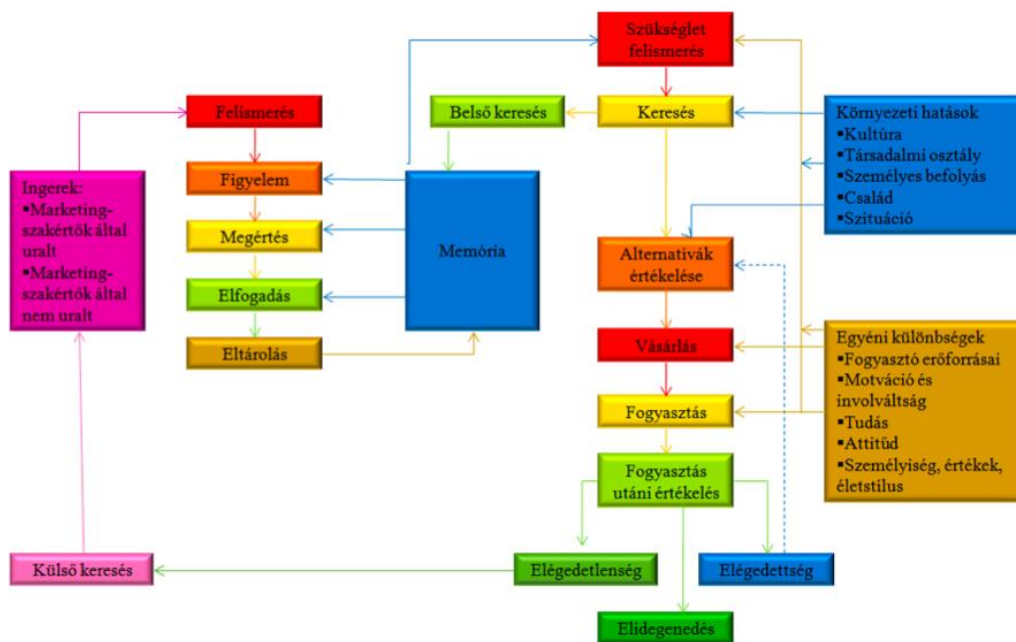 Szükséglet
felismerés
Felismerés
Belső keresés
Keresés
Környezeti hatások
▪Kultúra
▪Társadalmi osztály
▪Személyes befolyás
▪Család
▪Szituáció
Ingerek:
▪Marketing-
szakértők által
uralt
▪Marketing-
szakértők által
nem uralt
Figyelem
Megértés
Elfogadás
Eltárolás
Memória
Alternatívák
értékelése
Vásárlás
Fogyasztás
Fogyasztás
utáni értékelés
Egyéni különbségek
▪Fogyasztó erőforrásai
▪Motváció és
involváltság
▪Tudás
▪Attitűd
▪Személyiség, értékek,
életstílus
Külső keresés
Elégedetlenség
Elégedettség
Elidegenedés